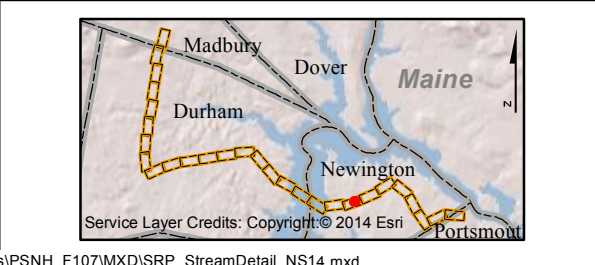 Madbury
Dover
Maine
Durham
N
Newington
Service Layer Credits: Copyright:© 2014 Esri
Portsmout
s\PSNH_F107\MXD\SRP_StreamDetail_NS14.mxd